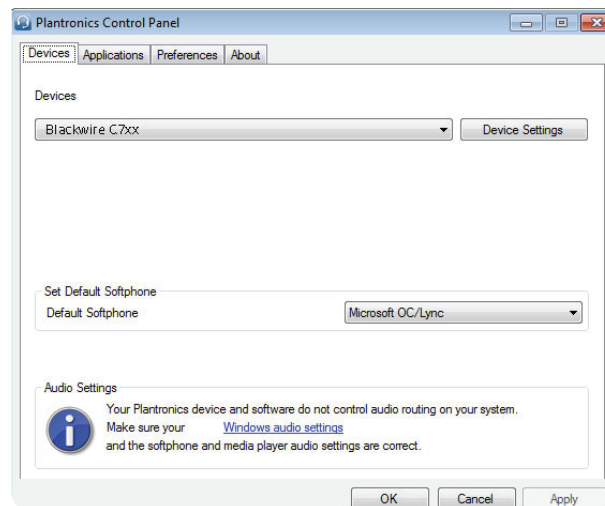 Plantronics Control Panel
Devices Applications Preferences About
Devices
Blackwire C7xx Device Settings
Set Default Softphone
Default Softphone Microsoft OC/Lync
Audio Settings
Your Plantronics device and software do not control audio routing on your system.
Make sure your Windows audio settings
and the softphone and media player audio settings are correct.
OK Cancel Apply